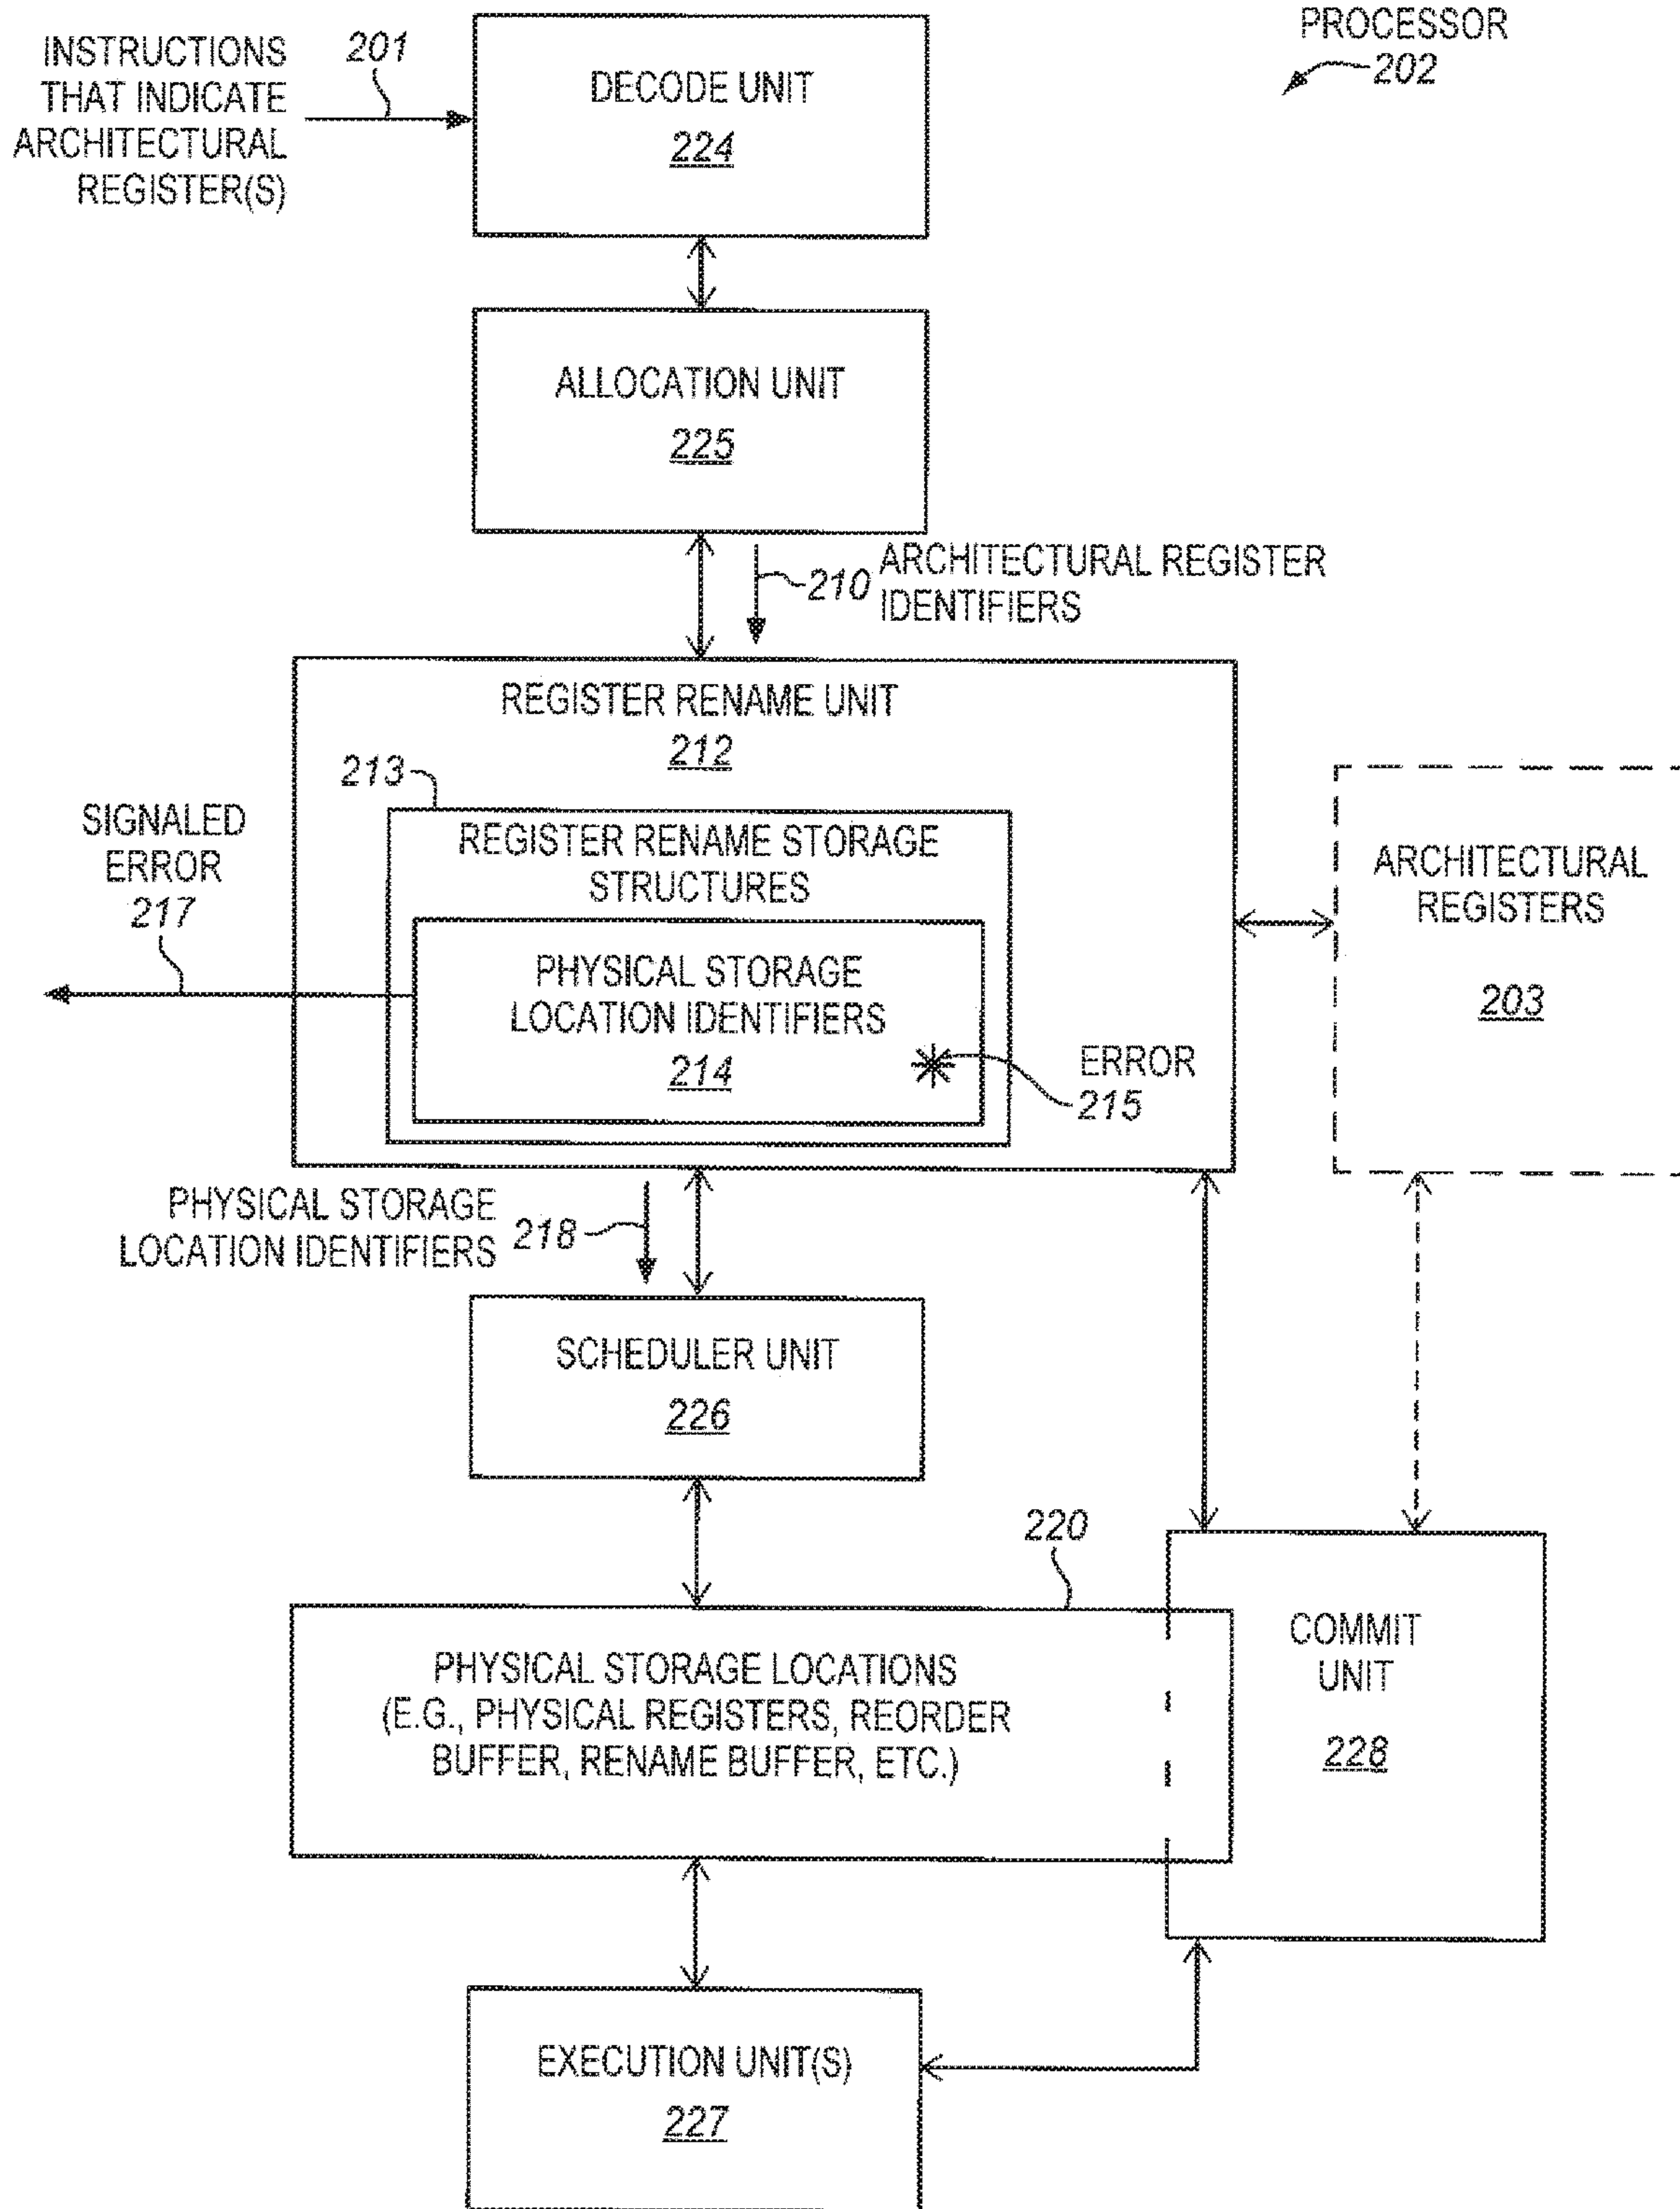 PROCESSOR
202
INSTRUCTIONS
THAT INDICATE
ARCHITECTURAL
REGISTER(S)
201
DECODE UNIT
224
ALLOCATION UNIT
225
210
ARCHITECTURAL REGISTER
IDENTIFIERS
REGISTER RENAME UNIT
212
213
REGISTER RENAME STORAGE
STRUCTURES
SIGNALED
ERROR
217
PHYSICAL STORAGE
LOCATION IDENTIFIERS
214
ERROR
215
ARCHITECTURAL
REGISTERS
203
PHYSICAL STORAGE
LOCATION IDENTIFIERS
218
SCHEDULER UNIT
226
220
PHYSICAL STORAGE LOCATIONS
(E.G., PHYSICAL REGISTERS, REORDER
BUFFER, RENAME BUFFER, ETC.)
COMMIT
UNIT
228
EXECUTION UNIT(S)
227